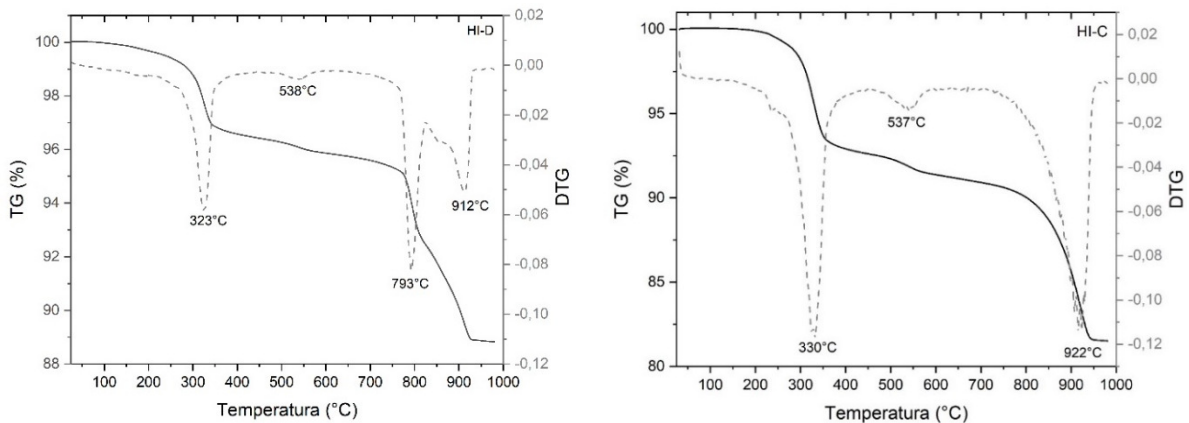 HI-D
TG (%)
100
98
96
94
92
90
88
0,02
0,00
-0,02
-0,04
-0,06
-0,08
-0,10
-0,12
DTG
323°C
538°C
793°C
912°C
100 200 300 400 500 600 700 800 900 1000
Temperatura (°C)
HI-C
TG (%)
100
95
90
85
80
0,02
0,00
-0,02
-0,04
-0,06
-0,08
-0,10
-0,12
DTG
330°C
537°C
922°C
100 200 300 400 500 600 700 800 900 1000
Temperatura (°C)